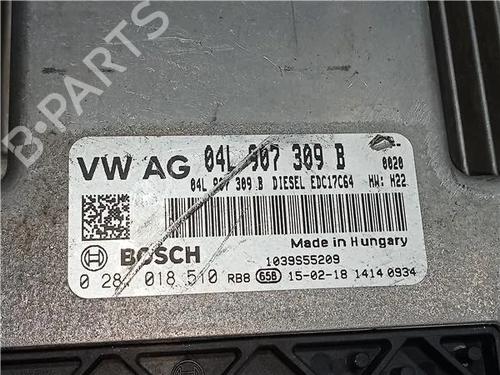 B-PARTS
VW AG 04L 907 309 B
0020
04L 907 309 B DIESEL EDC17C64 HW: H22
Made in Hungary
BOSCH
1039S55209
0 281 018 510 RB8 65B 15-02-18 1414 0934